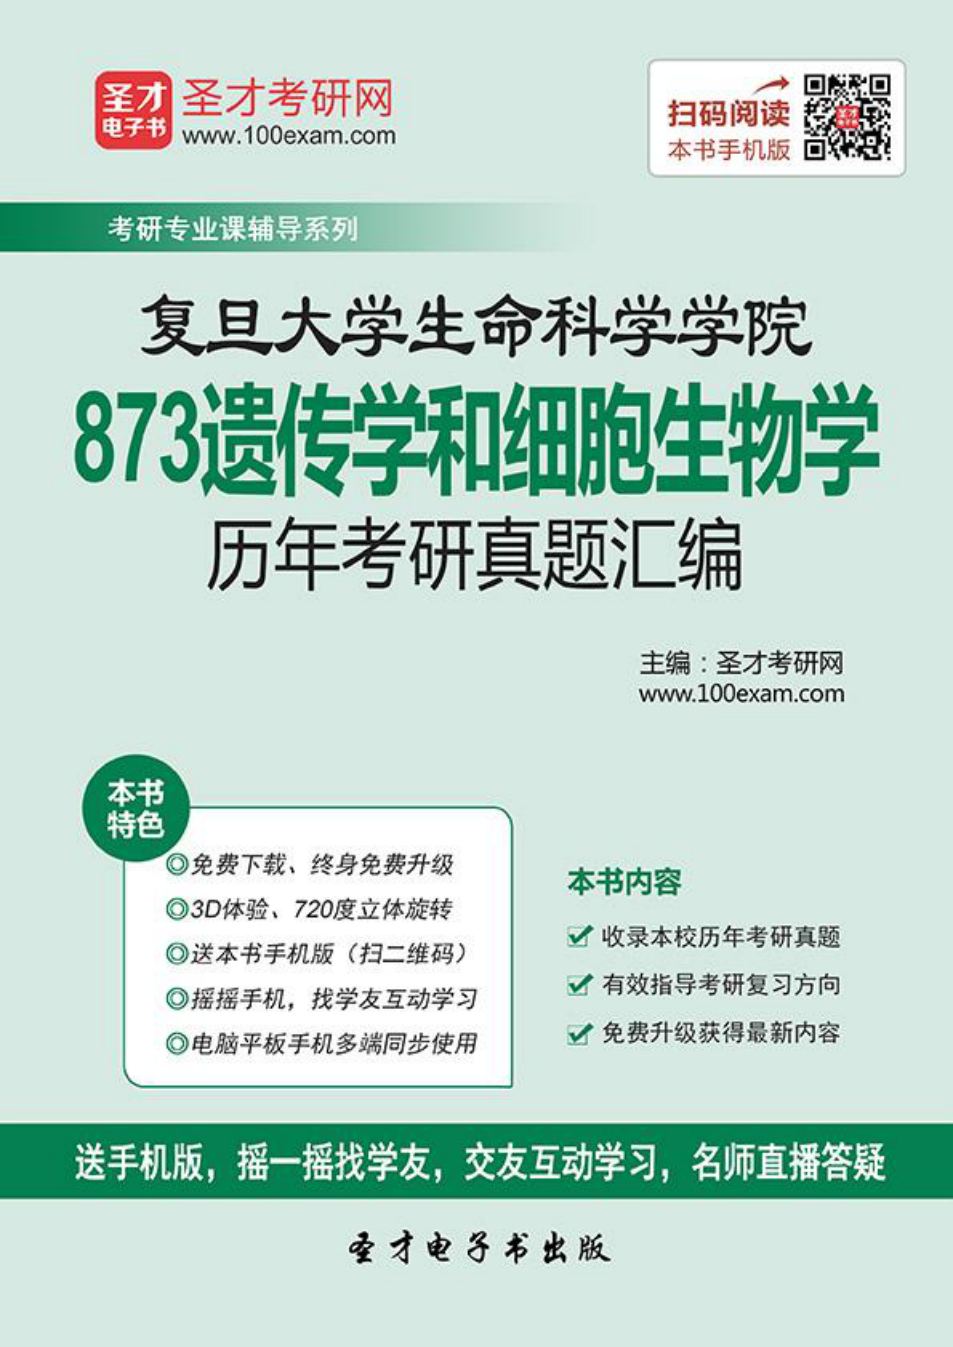 圣才
电子书
圣才考研网
www.100exam.com
扫码阅读
本书手机版
圣才
电子书
考研专业课辅导系列
复旦大学生命科学学院
873遗传学和细胞生物学
历年考研真题汇编
主编：圣才考研网
www.100exam.com
本书
特色
◎免费下载、终身免费升级
◎3D体验、720度立体旋转
◎送本书手机版（扫二维码）
◎摇摇手机，找学友互动学习
◎电脑平板手机多端同步使用
本书内容
收录本校历年考研真题
有效指导考研复习方向
免费升级获得最新内容
送手机版，摇一摇找学友，交友互动学习，名师直播答疑
圣才电子书出版